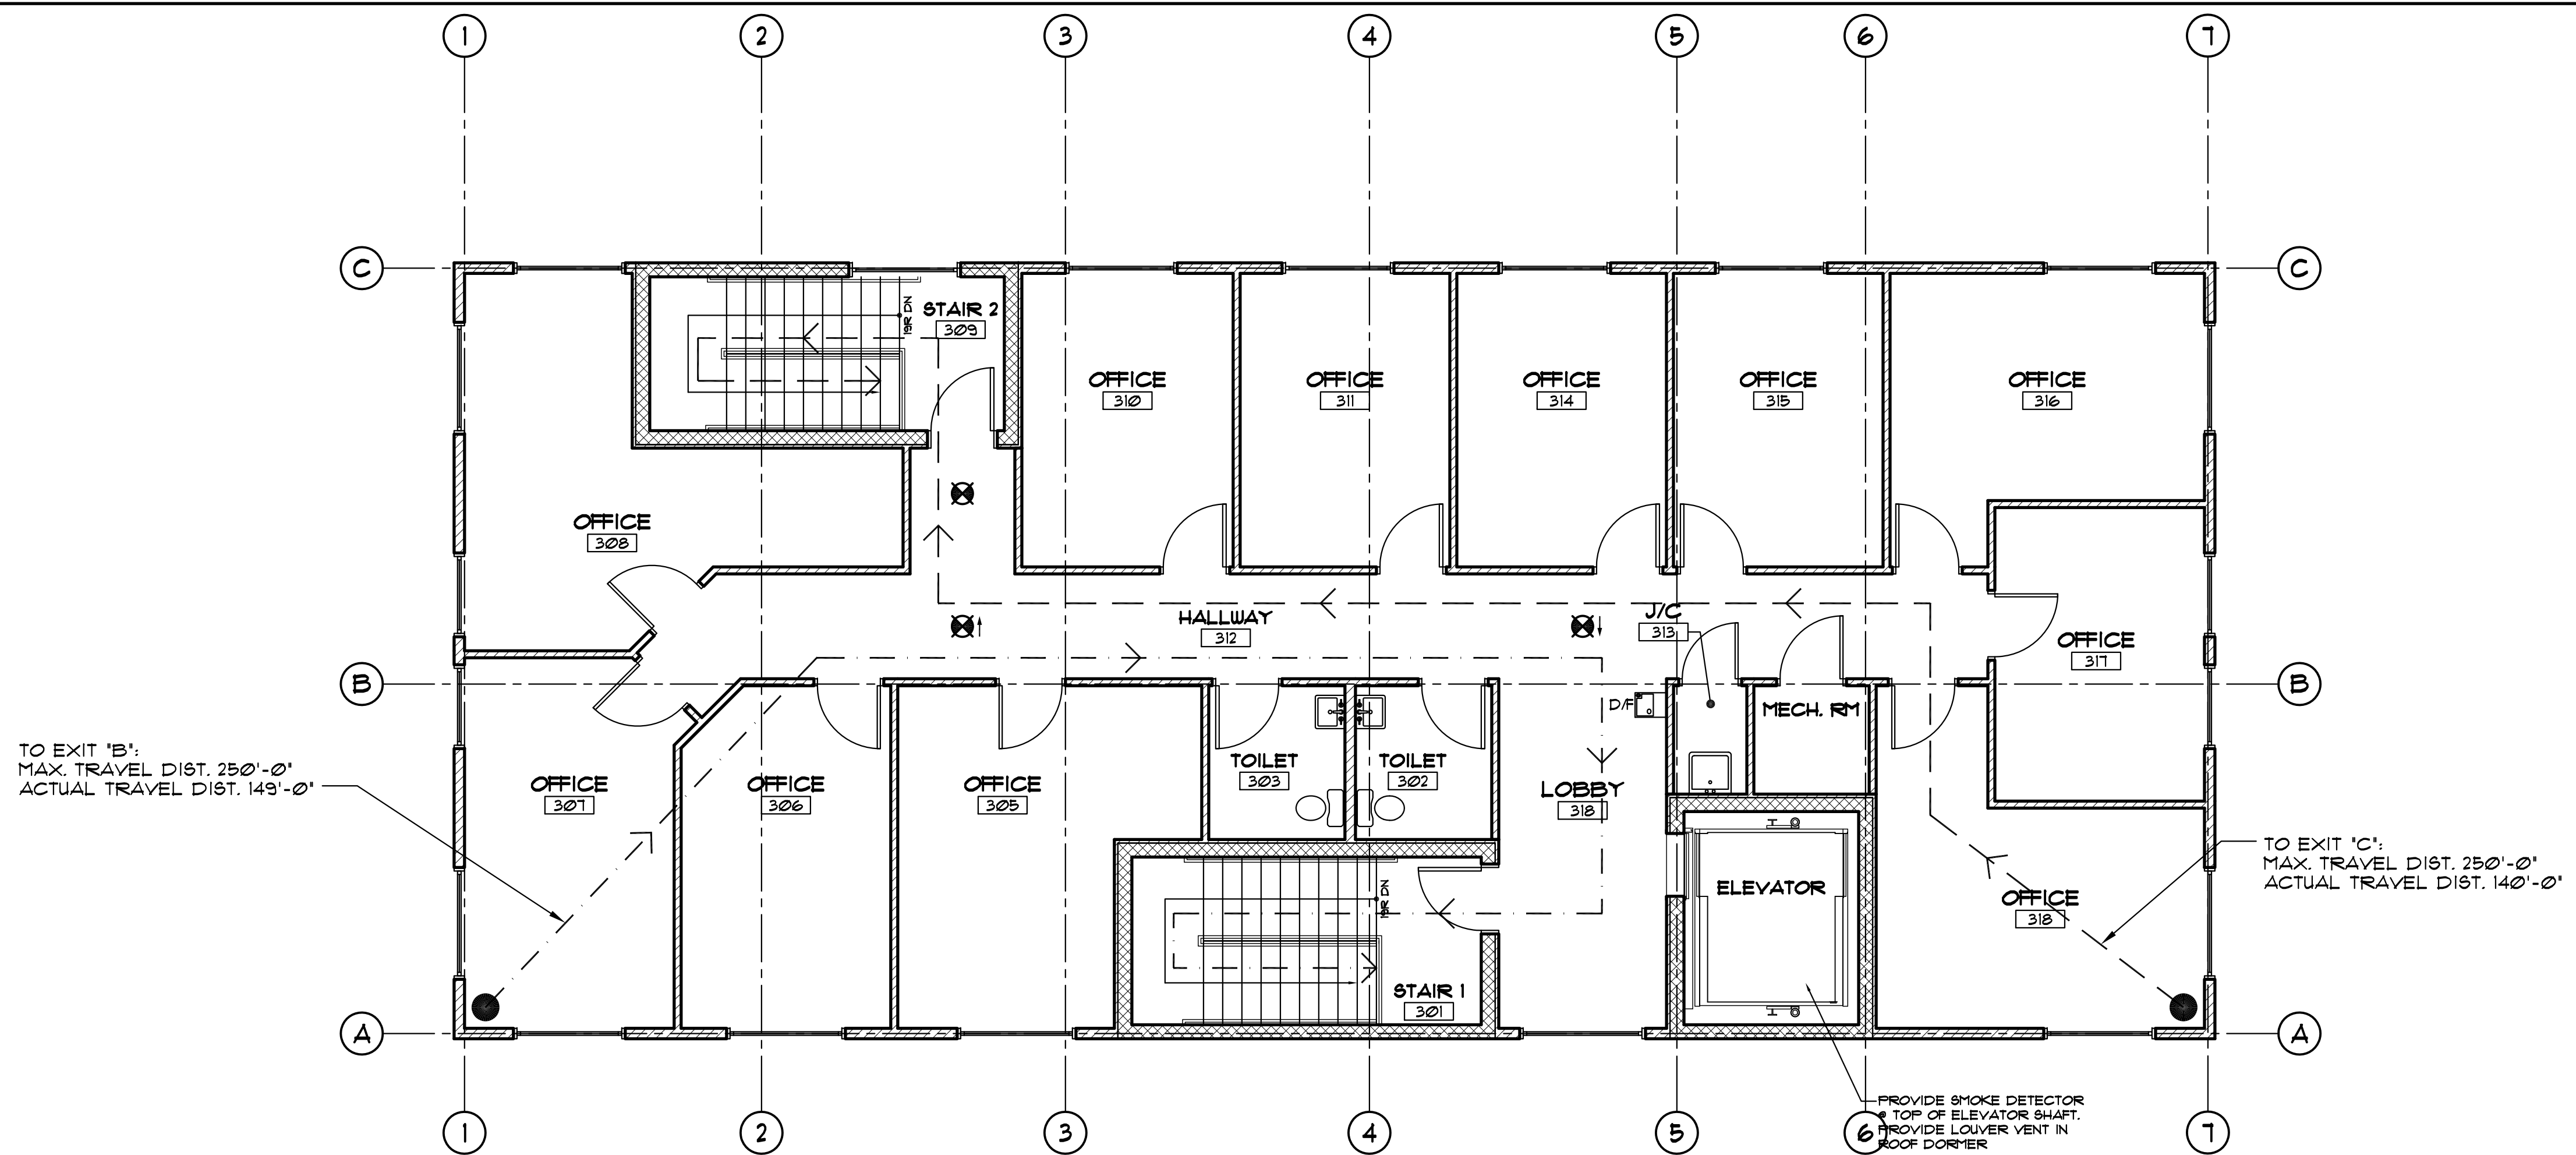 1 2 3 4 5 6 7
C C
STAIR 2
309
19R DN
OFFICE
310
OFFICE
311
OFFICE
314
OFFICE
315
OFFICE
316
OFFICE
308
HALLWAY
312
J/C
313
OFFICE
317
B B
D/F
MECH. RM
TO EXIT "B":
MAX. TRAVEL DIST. 250'-0"
ACTUAL TRAVEL DIST. 149'-0"
OFFICE
307
OFFICE
306
OFFICE
305
TOILET
303
TOILET
302
LOBBY
318
ELEVATOR
TO EXIT "C":
MAX. TRAVEL DIST. 250'-0"
ACTUAL TRAVEL DIST. 140'-0"
OFFICE
318
19R DN
STAIR 1
301
A A
PROVIDE SMOKE DETECTOR
@ TOP OF ELEVATOR SHAFT.
PROVIDE LOUVER VENT IN
ROOF DORMER
1 2 3 4 5 6 7